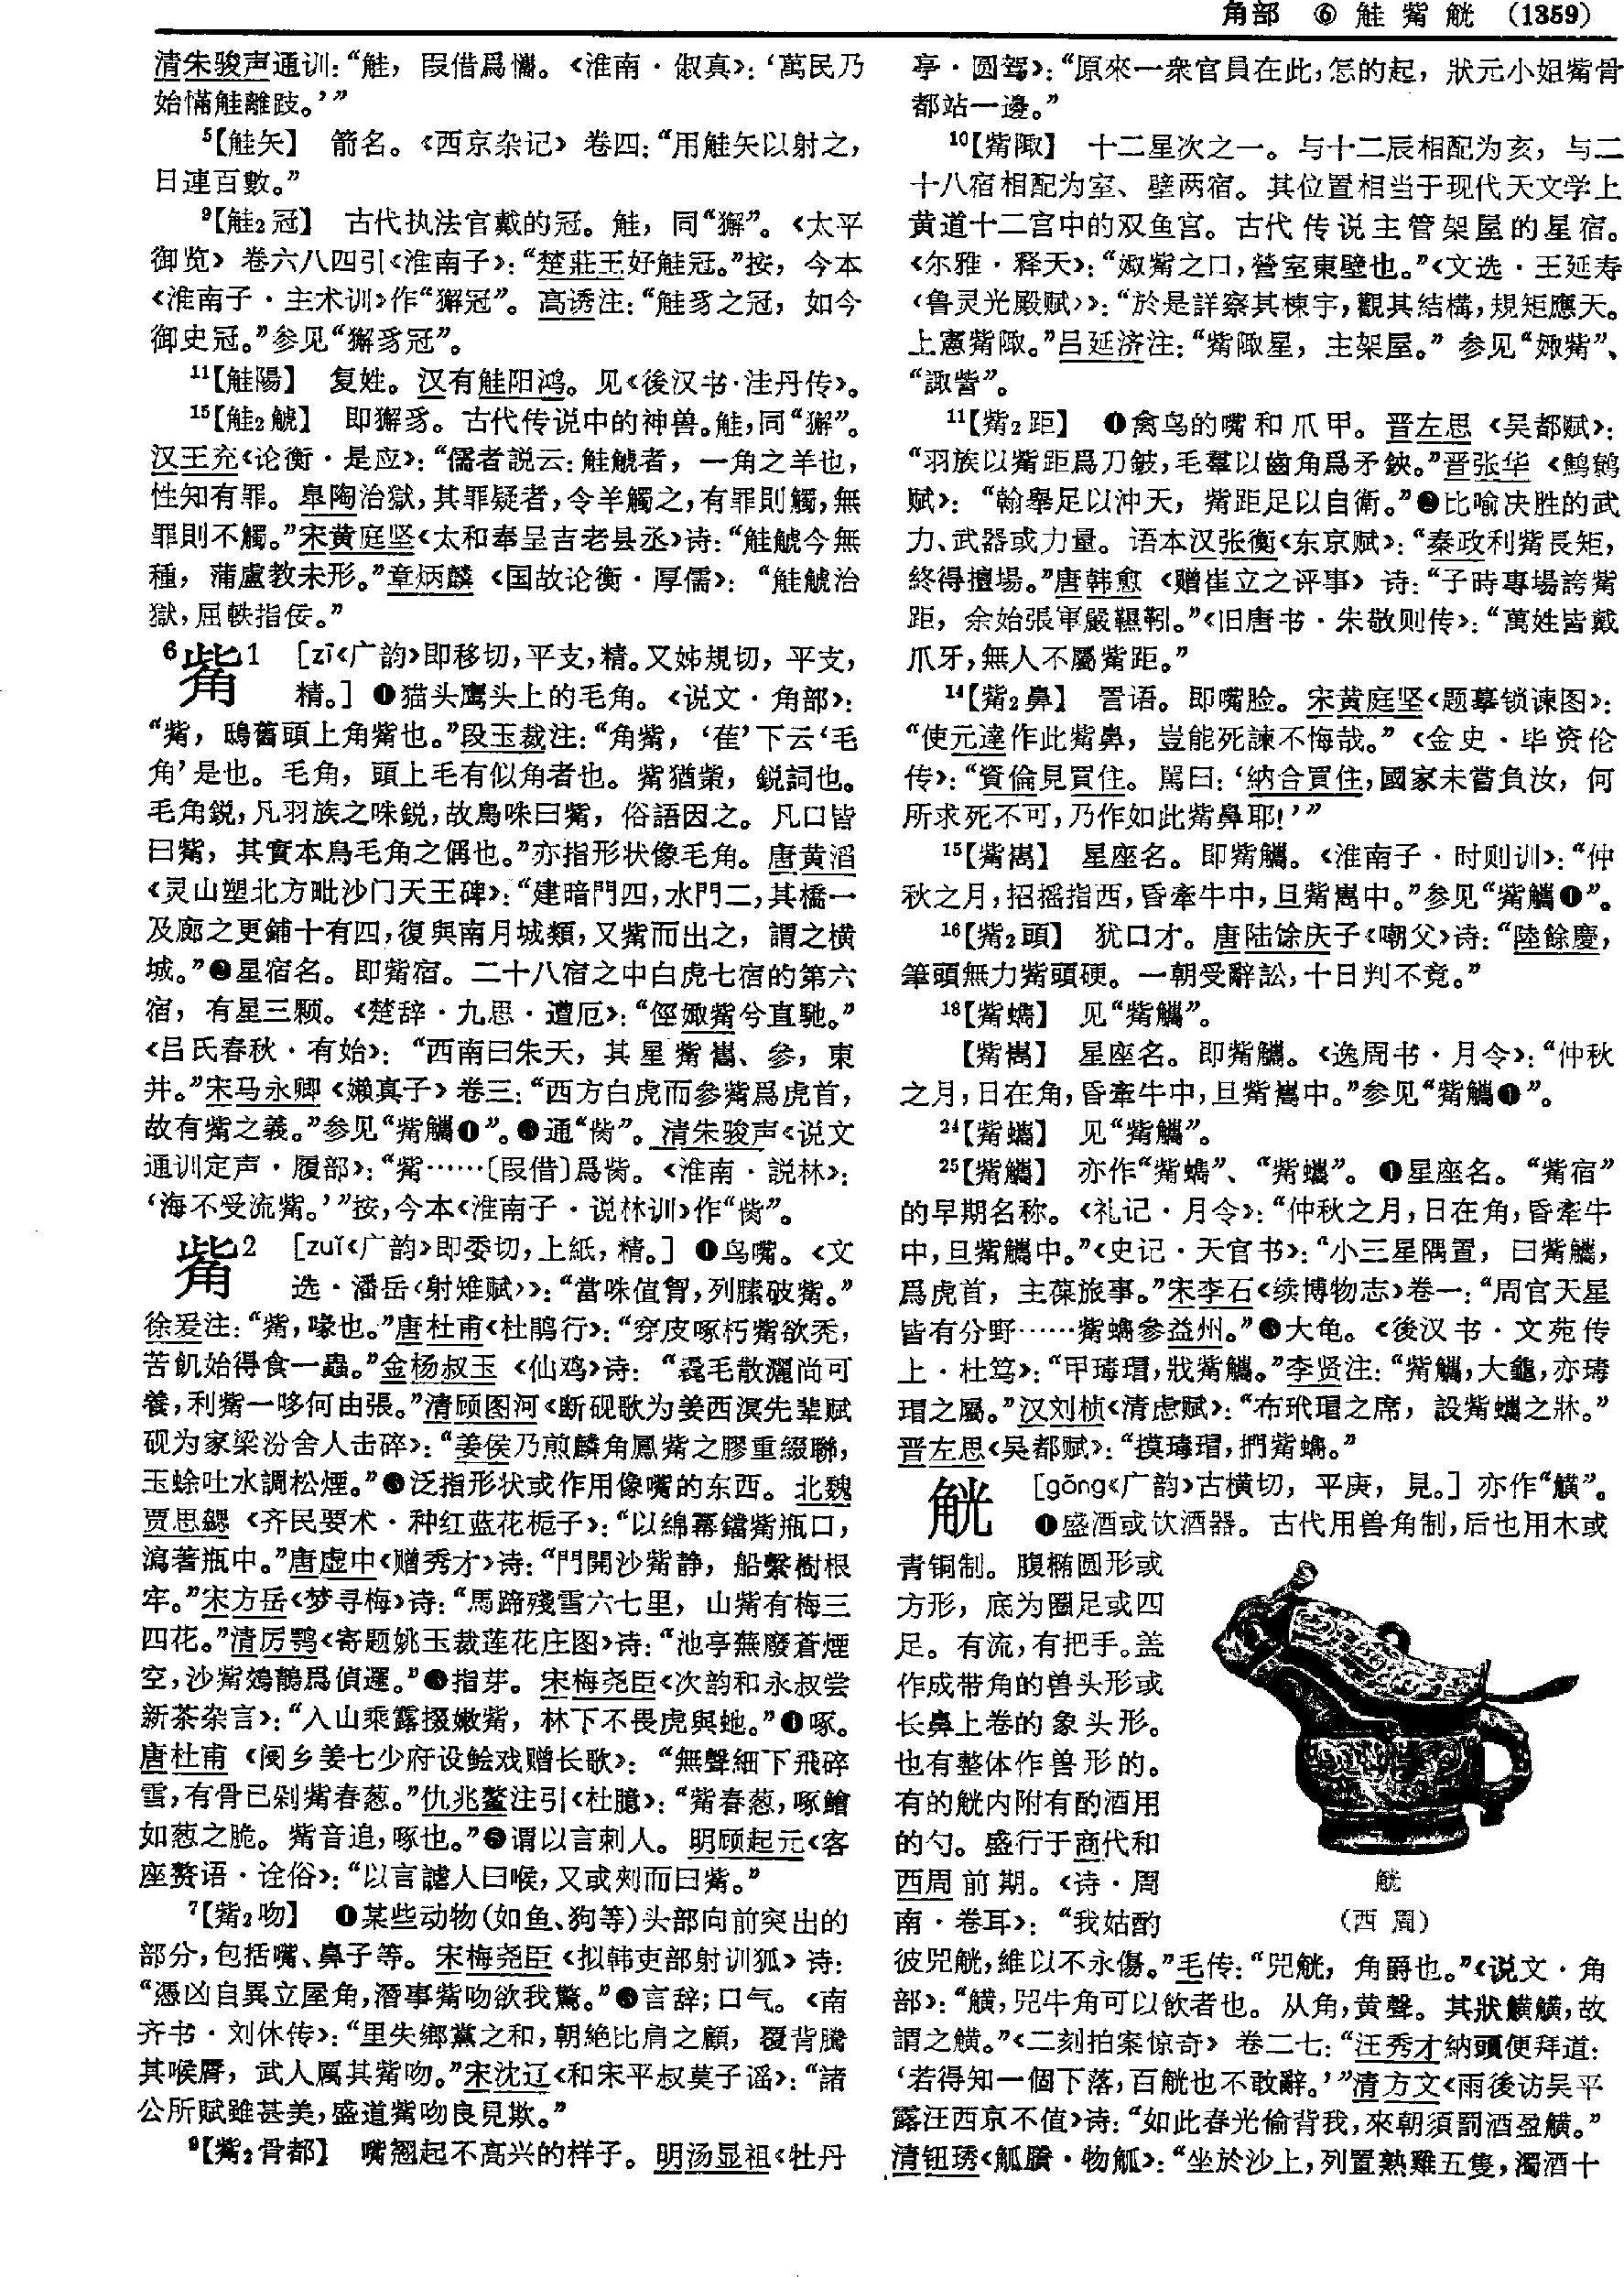 角部 ⑥ 觟觜觥 (1359)
清朱骏声通训：“觟，叚借爲㒼。《淮南·俶真》：‘萬民乃
始㒼觟離跂。’”
5【觟矢】 箭名。《西京杂记》卷四：“用觟矢以射之，
日連百數。”
9【觟₂冠】 古代执法官戴的冠。觟，同“獬”。《太平
御览》卷六八四引《淮南子》：“楚莊王好觟冠。”按，今本
《淮南子·主术训》作“獬冠”。高诱注：“觟豸之冠，如今
御史冠。”参见“獬豸冠”。
11【觟陽】 复姓。汉有觟阳鸿。见《後汉书·洼丹传》。
15【觟₂𧣾】 即獬豸。古代传说中的神兽。觟，同“獬”。
汉王充《论衡·是应》：“儒者説云：觟𧣾者，一角之羊也，
性知有罪。皐陶治獄，其罪疑者，令羊觸之，有罪則觸，無
罪則不觸。”宋黄庭坚《太和奉呈吉老县丞》诗：“觟𧣾今無
種，蒲盧教未形。”章炳麟《国故论衡·厚儒》：“觟𧣾治
獄，屈軼指佞。”
6觜1 [zī《广韵》即移切，平支，精。又姊規切，平支，
精。]❶猫头鹰头上的毛角。《说文·角部》：
“觜，鴟舊頭上角觜也。”段玉裁注：“角觜，‘萑’下云‘毛
角’是也。毛角，頭上毛有似角者也。觜猶㭰，鋭詞也。
毛角鋭，凡羽族之咮鋭，故鳥咮曰觜，俗語因之。凡口皆
曰觜，其實本鳥毛角之偁也。”亦指形状像毛角。唐黄滔
《灵山塑北方毗沙门天王碑》：“建暗門四，水門二，其橋一
及廊之更鋪十有四，復與南月城類，又觜而出之，謂之横
城。”❷星宿名。即觜宿。二十八宿之中白虎七宿的第六
宿，有星三颗。《楚辞·九思·遭厄》：“俓娵觜兮直馳。”
《吕氏春秋·有始》：“西南曰朱天，其星觜巂、參，東
井。”宋马永卿《嬾真子》卷三：“西方白虎而參觜爲虎首，
故有觜之義。”参见“觜觿❶”。❸通“胔”。清朱骏声《说文
通训定声·履部》：“觜……〔叚借〕爲胔。《淮南·説林》：
‘海不受流觜。’”按，今本《淮南子·说林训》作“胔”。
觜2 [zuǐ《广韵》即委切，上紙，精。]❶鸟嘴。《文
选·潘岳〈射雉赋〉》：“當咮值胷，列膆破觜。”
徐爰注：“觜，喙也。”唐杜甫《杜鹃行》：“穿皮啄朽觜欲秃，
苦飢始得食一蟲。”金杨叔玉《仙鸡》诗：“毳毛散灑尚可
養，利觜一哆何由張。”清顾图河《断砚歌为姜西溟先辈赋
砚为家梁汾舍人击碎》：“姜侯乃煎麟角鳳觜之膠重綴聯，
玉蜍吐水調松煙。”❷泛指形状或作用像嘴的东西。北魏
贾思勰《齐民要术·种红蓝花栀子》：“以綿幕鐺觜瓶口，
瀉著瓶中。”唐虚中《赠秀才》诗：“門開沙觜静，船繫樹根
牢。”宋方岳《梦寻梅》诗：“馬蹄殘雪六七里，山觜有梅三
四花。”清厉鹗《寄题姚玉裁莲花庄图》诗：“池亭蕪廢蒼煙
空，沙觜鵁鶄爲偵邏。”❸指芽。宋梅尧臣《次韵和永叔尝
新茶杂言》：“入山乘露掇嫩觜，林下不畏虎與虵。”❹啄。
唐杜甫《阌乡姜七少府设鲙戏赠长歌》：“無聲細下飛碎
雪，有骨已剁觜春葱。”仇兆鳌注引《杜臆》：“觜春葱，啄鱠
如葱之脆。觜音追，啄也。”❺谓以言刺人。明顾起元《客
座赘语·诠俗》：“以言譃人曰喉，又或刾而曰觜。”
7【觜₂吻】 ❶某些动物（如鱼、狗等）头部向前突出的
部分，包括嘴、鼻子等。宋梅尧臣《拟韩吏部射训狐》诗：
“憑凶自異立屋角，潛事觜吻欲我驚。”❷言辞；口气。《南
齐书·刘休传》：“里失鄉黨之和，朝絶比肩之顧，覆背騰
其喉脣，武人厲其觜吻。”宋沈辽《和宋平叔莫子谣》：“諸
公所賦雖甚美，盛道觜吻良見欺。”
9【觜₂骨都】 嘴翘起不高兴的样子。明汤显祖《牡丹
亭·圆驾》：“原來一衆官員在此，怎的起，狀元小姐觜骨
都站一邊。”
10【觜陬】 十二星次之一。与十二辰相配为亥，与二
十八宿相配为室、壁两宿。其位置相当于现代天文学上
黄道十二宫中的双鱼宫。古代传说主管架屋的星宿。
《尔雅·释天》：“娵觜之口，營室東壁也。”《文选·王延寿
〈鲁灵光殿赋〉》：“於是詳察其棟宇，觀其結構，規矩應天。
上憲觜陬。”吕延济注：“觜陬星，主架屋。”参见“娵觜”、
“諏訾”。
11【觜₂距】 ❶禽鸟的嘴和爪甲。晋左思《吴都赋》：
“羽族以觜距爲刀鈹，毛羣以齒角爲矛鋏。”晋张华《鹪鹩
赋》：“翰舉足以沖天，觜距足以自衛。”❷比喻决胜的武
力、武器或力量。语本汉张衡《东京赋》：“秦政利觜長距，
終得擅場。”唐韩愈《赠崔立之评事》诗：“子時專場誇觜
距，余始張軍嚴韅靷。”《旧唐书·朱敬则传》：“萬姓皆戴
爪牙，無人不屬觜距。”
14【觜₂鼻】 詈语。即嘴脸。宋黄庭坚《题摹锁谏图》：
“使元達作此觜鼻，豈能死諫不悔哉。”《金史·毕资伦
传》：“資倫見買住。罵曰：‘納合買住，國家未嘗負汝，何
所求死不可，乃作如此觜鼻耶！’”
15【觜嶲】 星座名。即觜觿。《淮南子·时则训》：“仲
秋之月，招摇指西，昏牽牛中，旦觜嶲中。”参见“觜觿❶”。
16【觜₂頭】 犹口才。唐陆馀庆子《嘲父》诗：“陸餘慶，
筆頭無力觜頭硬。一朝受辭訟，十日判不竟。”
18【觜蠵】 见“觜觿”。
【觜巂】 星座名。即觜觿。《逸周书·月令》：“仲秋
之月，日在角，昏牽牛中，旦觜巂中。”参见“觜觿❶”。
24【觜蠵】 见“觜觿”。
25【觜觿】 亦作“觜蠵”、“觜蠵”。❶星座名。“觜宿”
的早期名称。《礼记·月令》：“仲秋之月，日在角，昏牽牛
中，旦觜觿中。”《史记·天官书》：“小三星隅置，曰觜觿，
爲虎首，主葆旅事。”宋李石《续博物志》卷一：“周官天星
皆有分野……觜蠵參益州。”❷大龟。《後汉书·文苑传
上·杜笃》：“甲瑇瑁，戕觜觿。”李贤注：“觜觿，大龜，亦瑇
瑁之屬。”汉刘桢《清虑赋》：“布玳瑁之席，設觜蠵之牀。”
晋左思《吴都赋》：“摸瑇瑁，捫觜蠵。”
觥 [gōng《广韵》古横切，平庚，見。]亦作“觵”。
❶盛酒或饮酒器。古代用兽角制，后也用木或
青铜制。腹椭圆形或
方形，底为圈足或四
足。有流，有把手。盖
作成带角的兽头形或
长鼻上卷的象头形。
也有整体作兽形的。
有的觥内附有酌酒用
的勺。盛行于商代和
西周前期。《诗·周
南·卷耳》：“我姑酌
觥
（西周）
彼兕觥，維以不永傷。”毛传：“兕觥，角爵也。”《说文·角
部》：“觵，兕牛角可以飲者也。从角，黄聲。其狀觵觵，故
謂之觵。”《二刻拍案惊奇》卷二七：“汪秀才納頭便拜道：
‘若得知一個下落，百觥也不敢辭。’”清方文《雨後访吴平
露汪西京不值》诗：“如此春光偷背我，來朝須罰酒盈觵。”
清钮琇《觚賸·物觚》：“坐於沙上，列置熟雞五隻，濁酒十